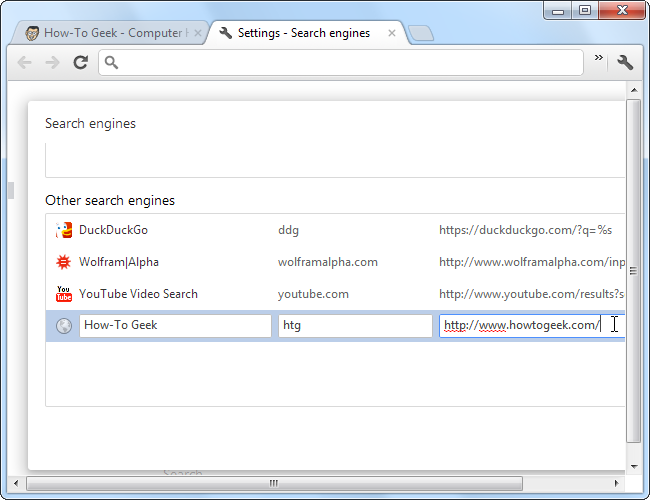 How-To Geek - Computer H
Settings - Search engines
Search engines
Other search engines
DuckDuckGo ddg https://duckduckgo.com/?q=%s
Wolfram|Alpha wolframalpha.com http://www.wolframalpha.com/inp
You Tube YouTube Video Search youtube.com http://www.youtube.com/results?s
How-To Geek htg http://www.howtogeek.com/
Search